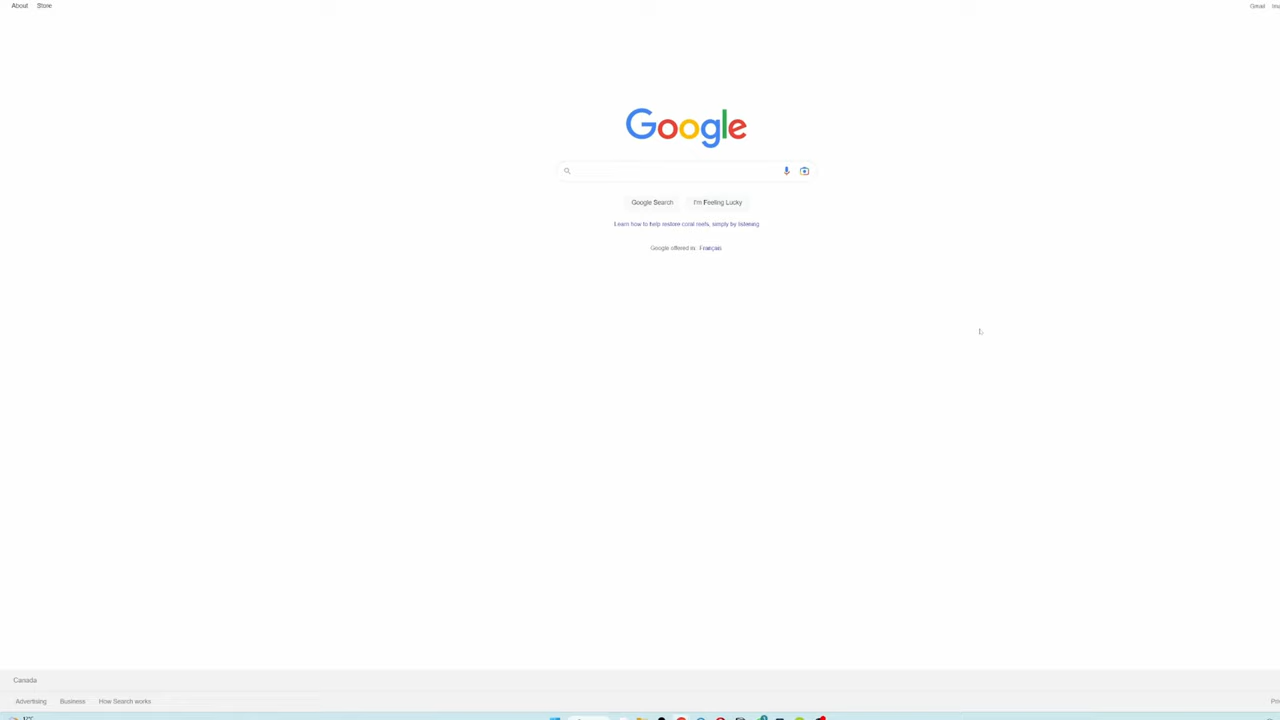 About Store
Gmail
Google
Google Search I'm Feeling Lucky
Learn how to help restore coral reefs, simply by listening
Google offered in: Français
Canada
Advertising Business How Search works